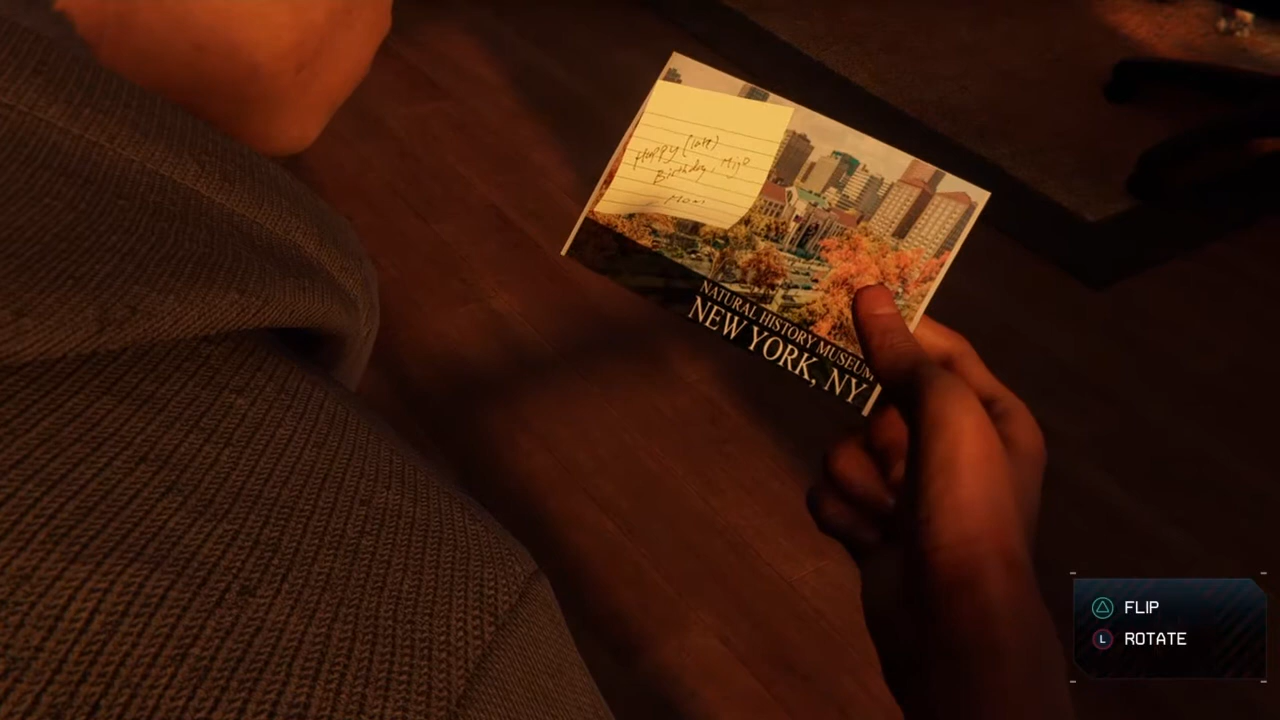 Happy (late)
Birthday, Mijo
Mom
NATURAL HISTORY MUSEUM
NEW YORK, NY
FLIP
L ROTATE